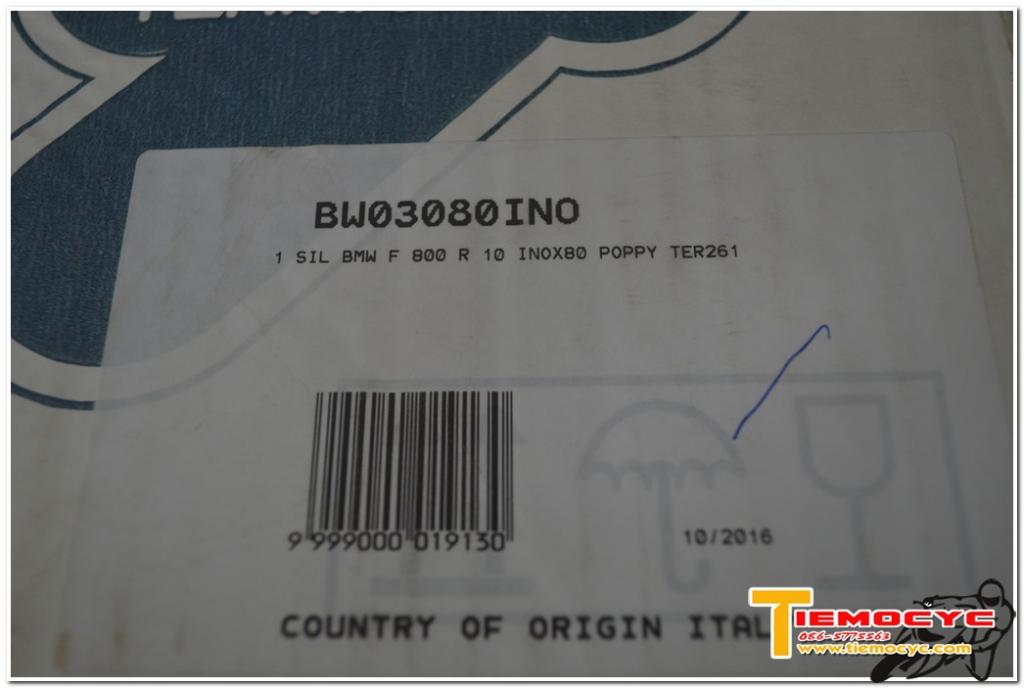 BW03080INO
1 SIL BMW F 800 R 10 INOX80 POPPY TER261
9 999000 019130
10/2016
COUNTRY OF ORIGIN ITAL
TIEMOCYC
086-5775563
www.tiemocyc.com